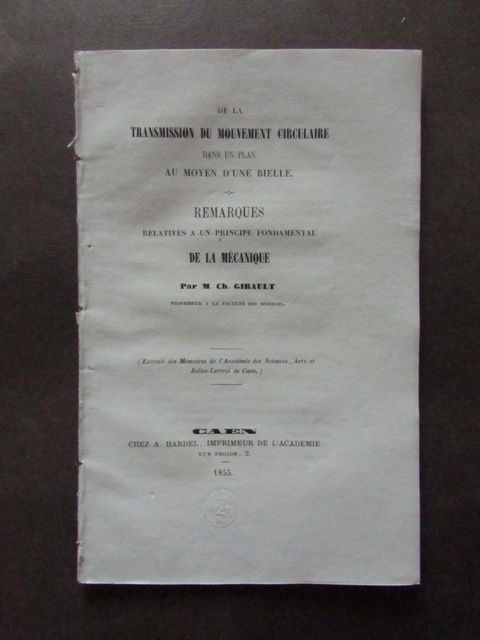 DE LA
TRANSMISSION DU MOUVEMENT CIRCULAIRE
DANS UN PLAN
AU MOYEN D'UNE BIELLE.
REMARQUES
RELATIVES A UN PRINCIPE FONDAMENTAL
DE LA MÉCANIQUE
Par M. Ch. GIRAULT
PROFESSEUR A LA FACULTÉ DES SCIENCES.
(Extrait des Mémoires de l'Académie des Sciences, Arts et
Belles-Lettres de Caen.)
CAEN
CHEZ A. HARDEL, IMPRIMEUR DE L'ACADÉMIE
RUE FROIDE, 2.
1855.